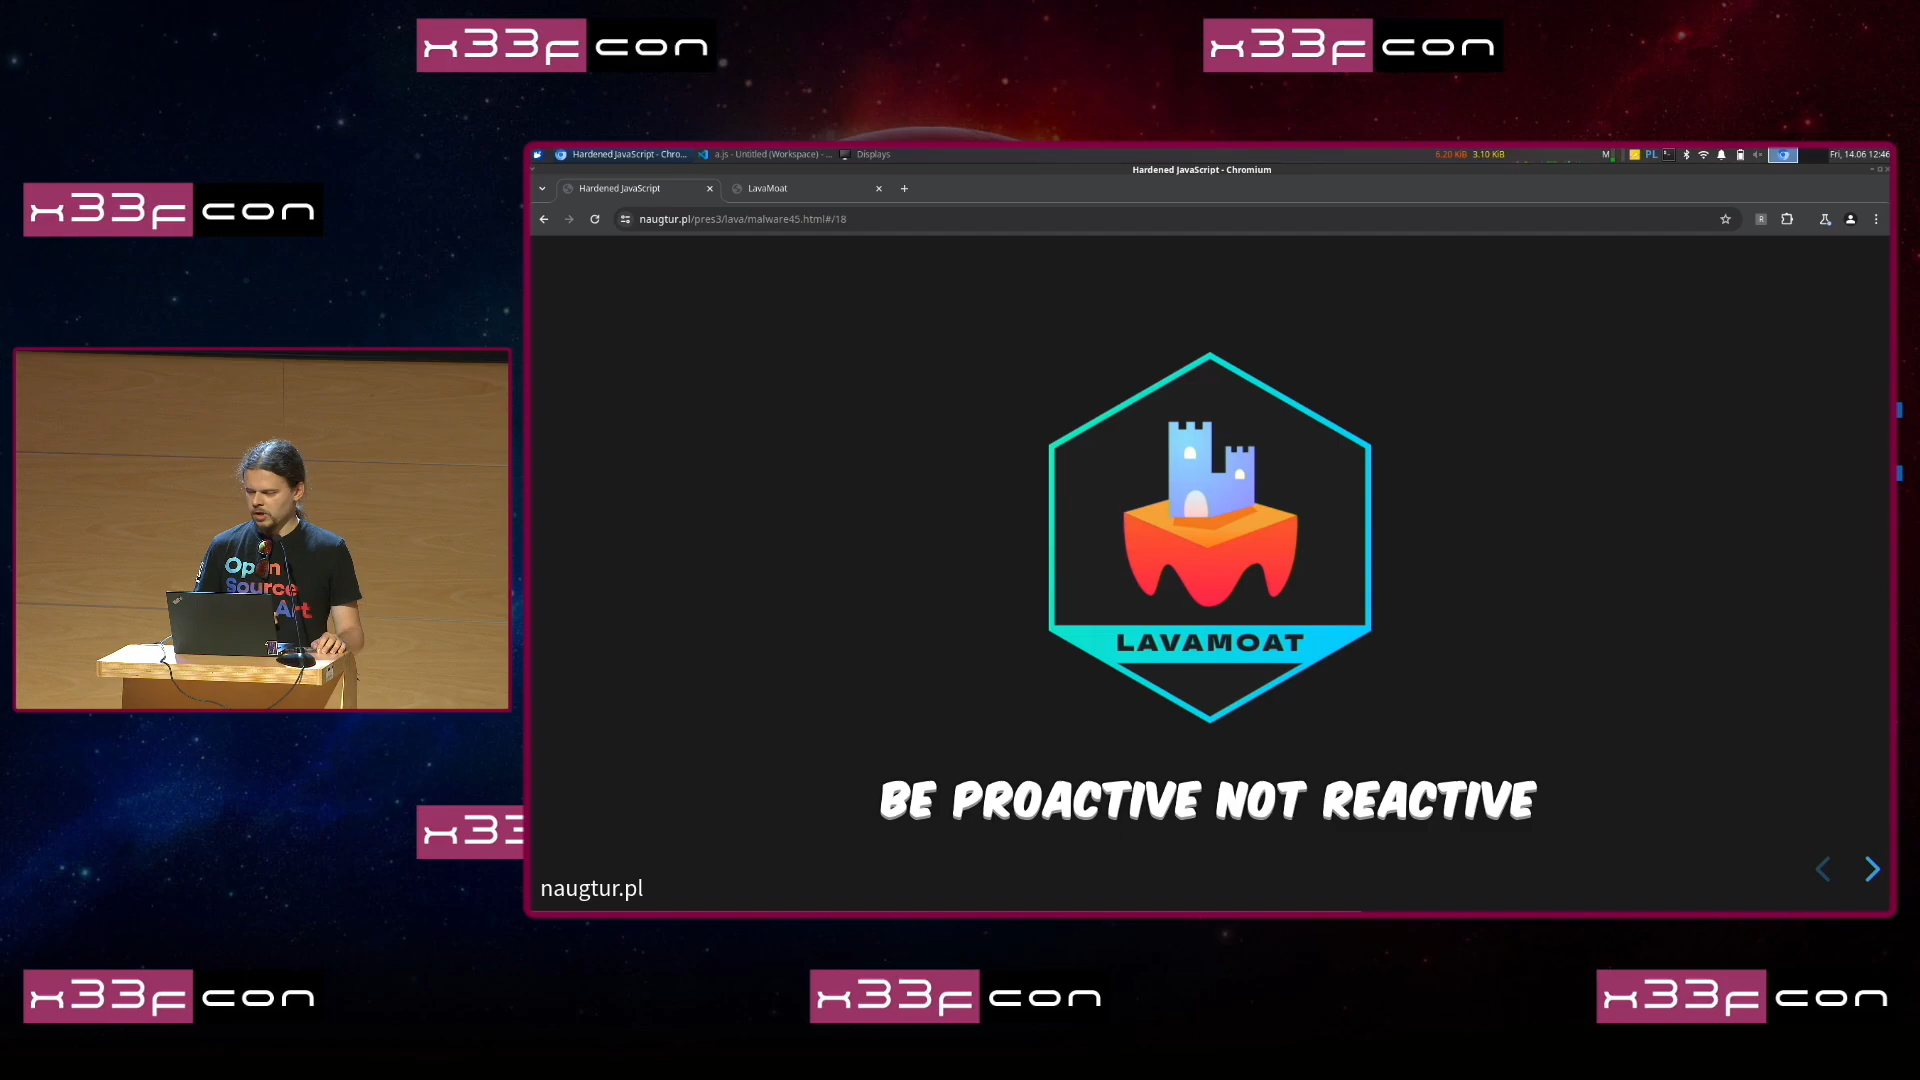 x33fcon
x33fcon
x33fcon
Hardened JavaScript - Chro...
a.js - Untitled (Workspace) - ...
Displays
6.20 KiB 3.10 KiB
M
PL
Fri, 14.06 12:46
Hardened JavaScript - Chromium
Hardened JavaScript
LavaMoat
naugtur.pl/pres3/lava/malware45.html#/18
R
Open
Source
Art
LAVAMOAT
BE PROACTIVE NOT REACTIVE
x33
naugtur.pl
x33fcon
x33fcon
x33fcon